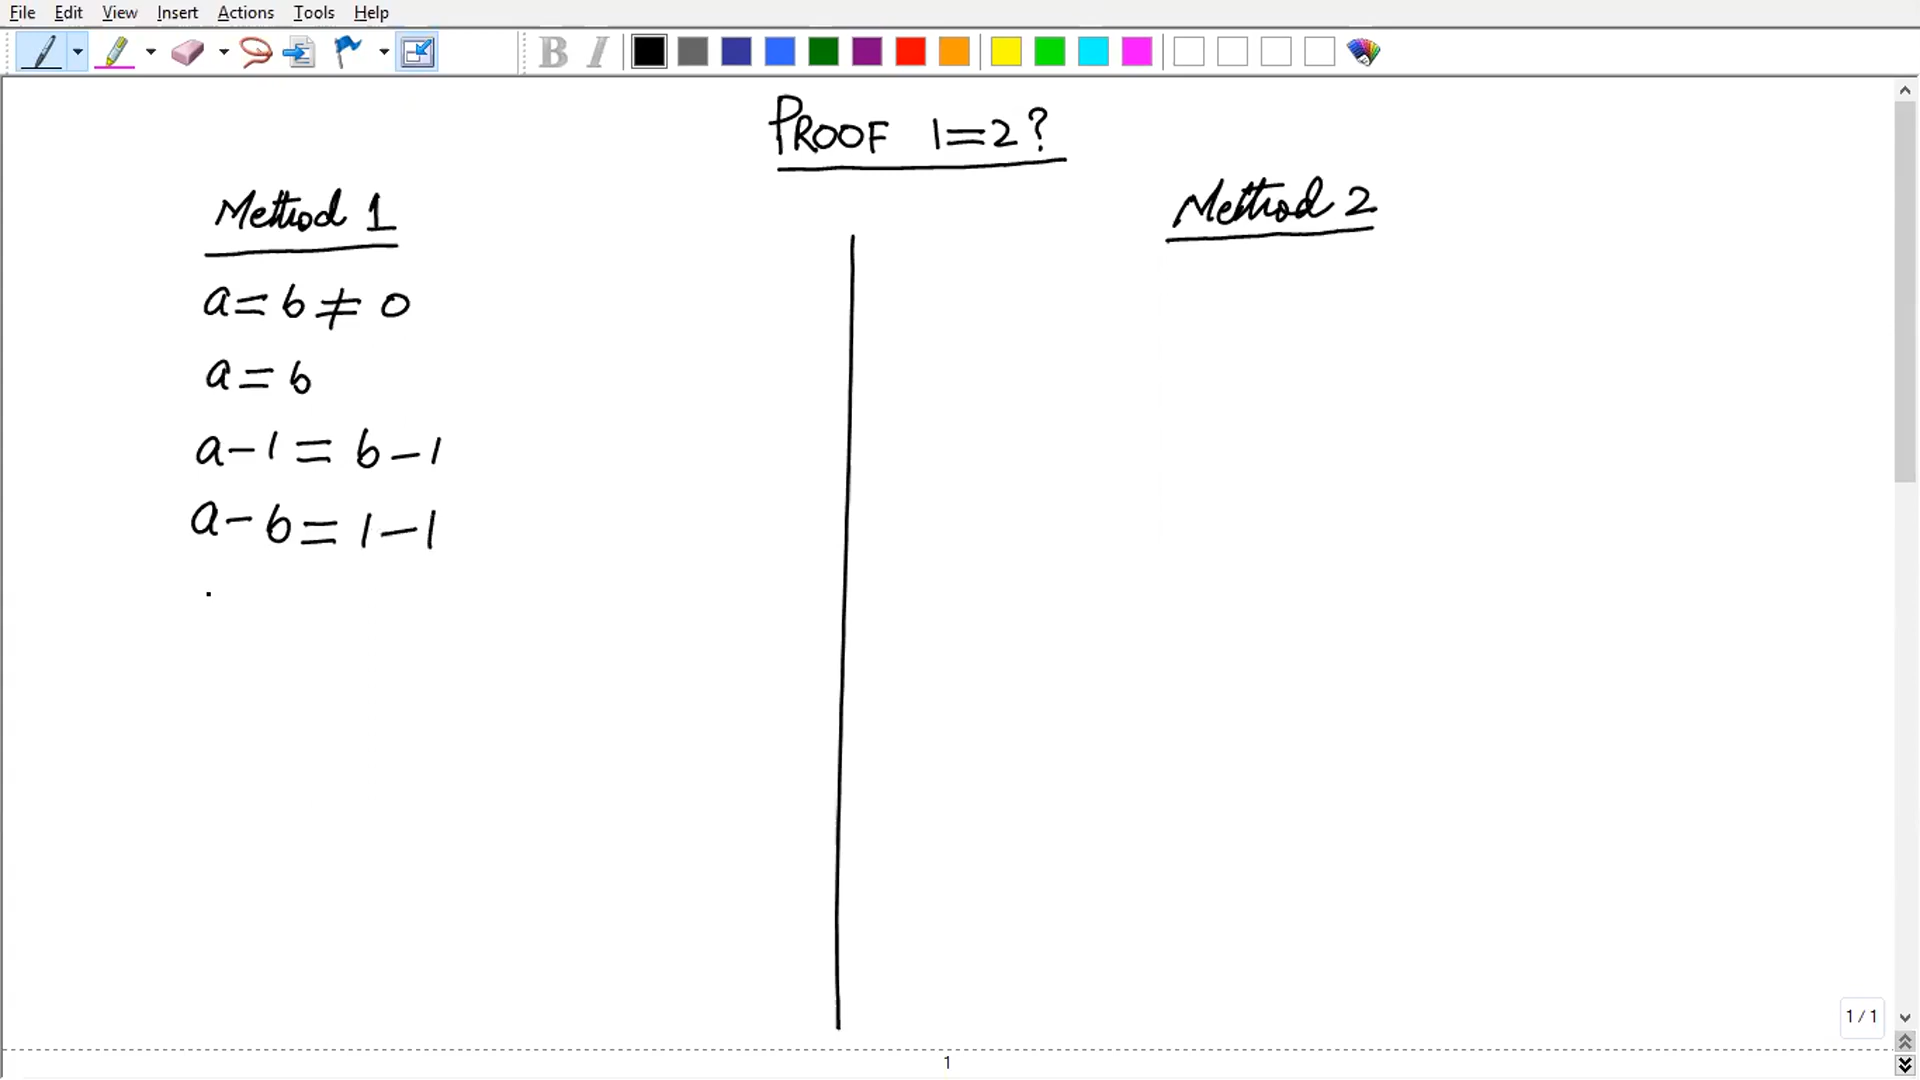 File Edit View Insert Actions Tools Help
B I
PROOF 1=2?
Method 1
a=b≠0
a=b
a-1=b-1
a-b=1-1
Method 2
1/1
1